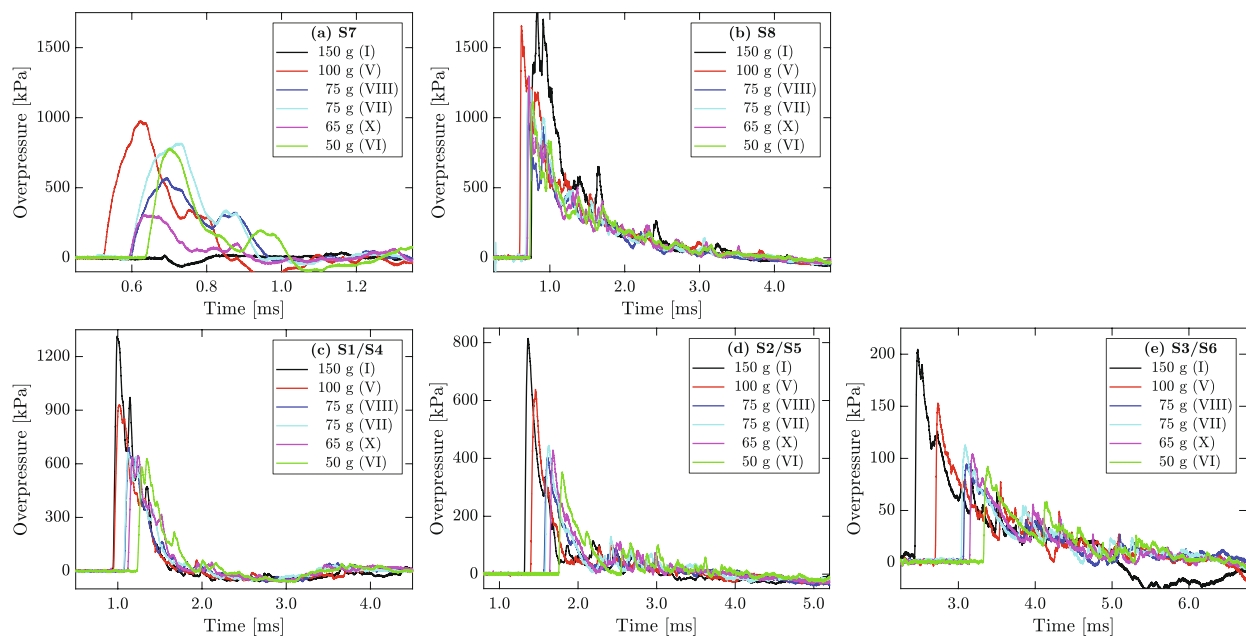 (a) S7
150 g (I)
100 g (V)
75 g (VIII)
75 g (VII)
65 g (X)
50 g (VI)
Overpressure [kPa]
1500
1000
500
0
0.6 0.8 1.0 1.2
Time [ms]
(b) S8
150 g (I)
100 g (V)
75 g (VIII)
75 g (VII)
65 g (X)
50 g (VI)
Overpressure [kPa]
1500
1000
500
0
1.0 2.0 3.0 4.0
Time [ms]
(c) S1/S4
150 g (I)
100 g (V)
75 g (VIII)
75 g (VII)
65 g (X)
50 g (VI)
Overpressure [kPa]
1200
900
600
300
0
1.0 2.0 3.0 4.0
Time [ms]
(d) S2/S5
150 g (I)
100 g (V)
75 g (VIII)
75 g (VII)
65 g (X)
50 g (VI)
Overpressure [kPa]
800
600
400
200
0
1.0 2.0 3.0 4.0 5.0
Time [ms]
(e) S3/S6
150 g (I)
100 g (V)
75 g (VIII)
75 g (VII)
65 g (X)
50 g (VI)
Overpressure [kPa]
200
150
100
50
0
3.0 4.0 5.0 6.0
Time [ms]